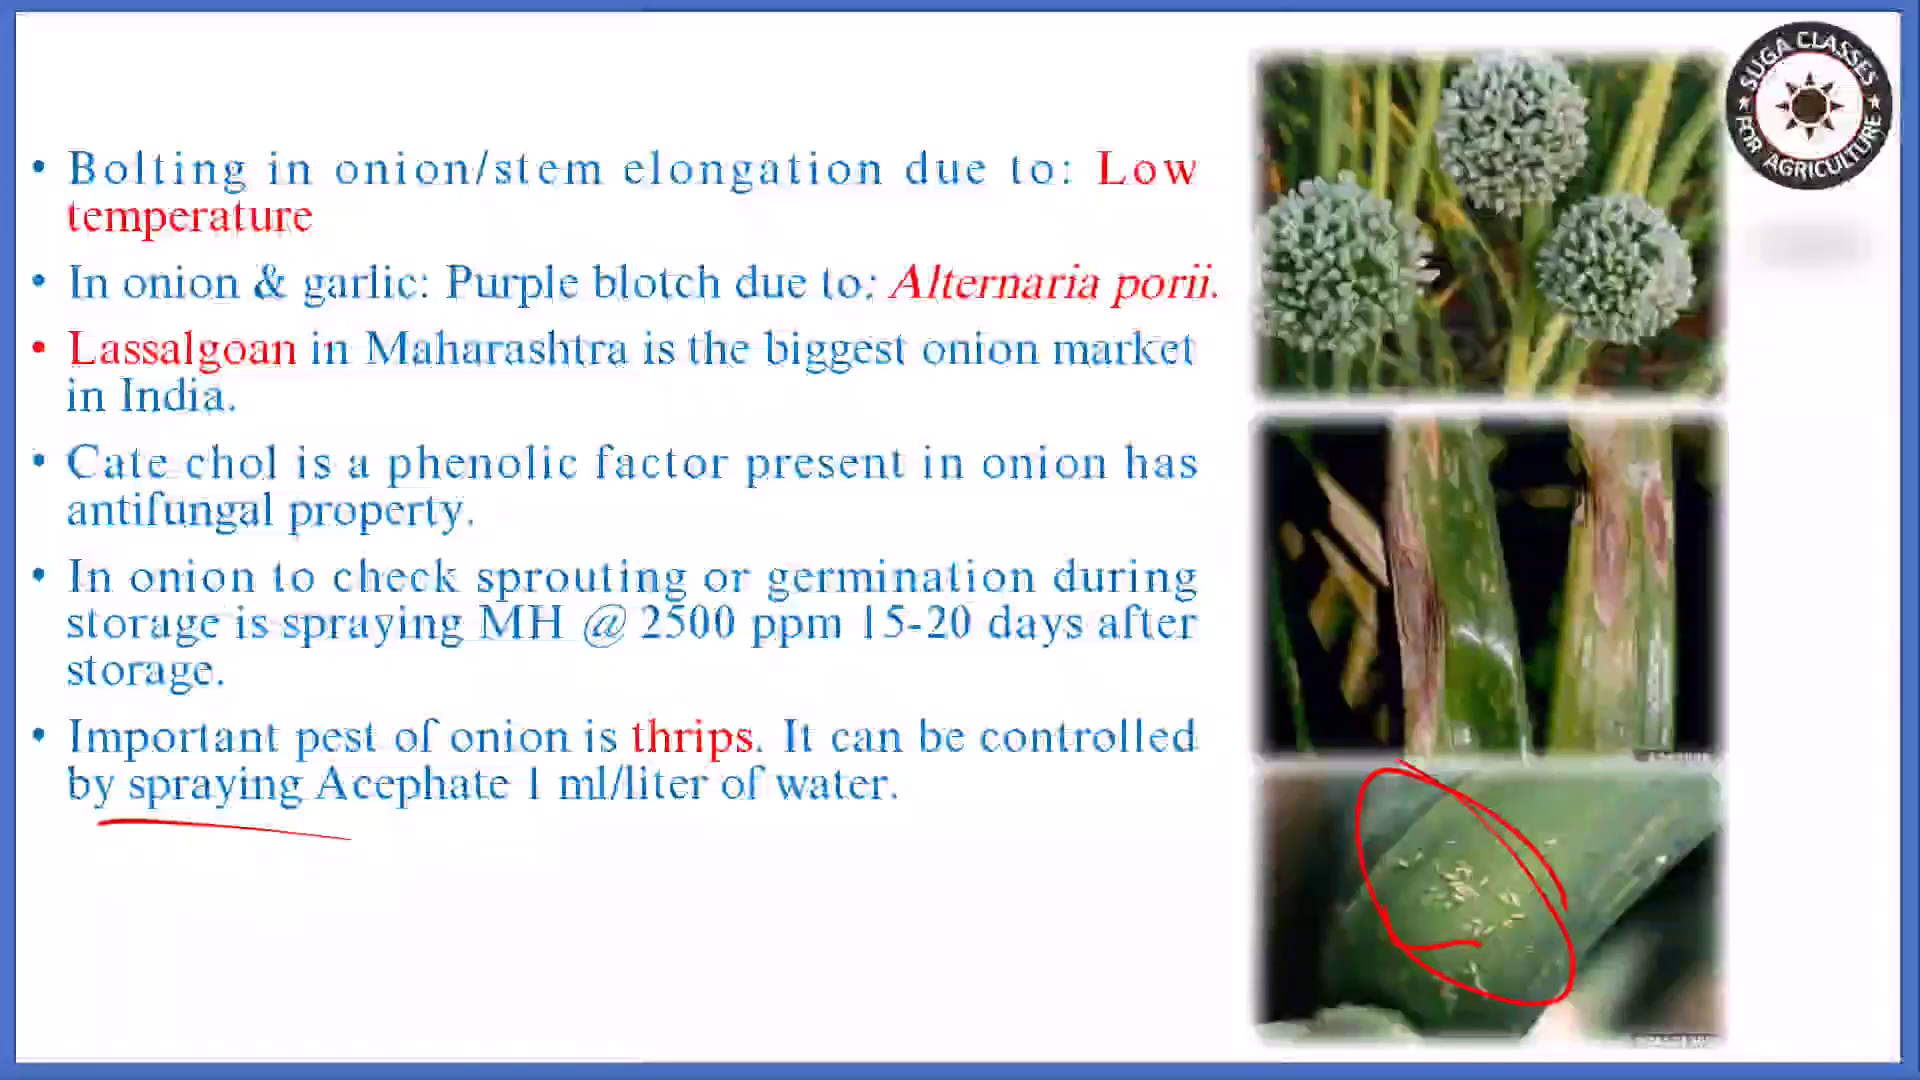 SUGA CLASSES
FOR AGRICULTURE
• Bolting in onion/stem elongation due to: Low
temperature
• In onion & garlic: Purple blotch due to: Alternaria porii.
• Lassalgoan in Maharashtra is the biggest onion market
in India.
• Cate chol is a phenolic factor present in onion has
antifungal property.
• In onion to check sprouting or germination during
storage is spraying MH @ 2500 ppm 15-20 days after
storage.
• Important pest of onion is thrips. It can be controlled
by spraying Acephate 1 ml/liter of water.